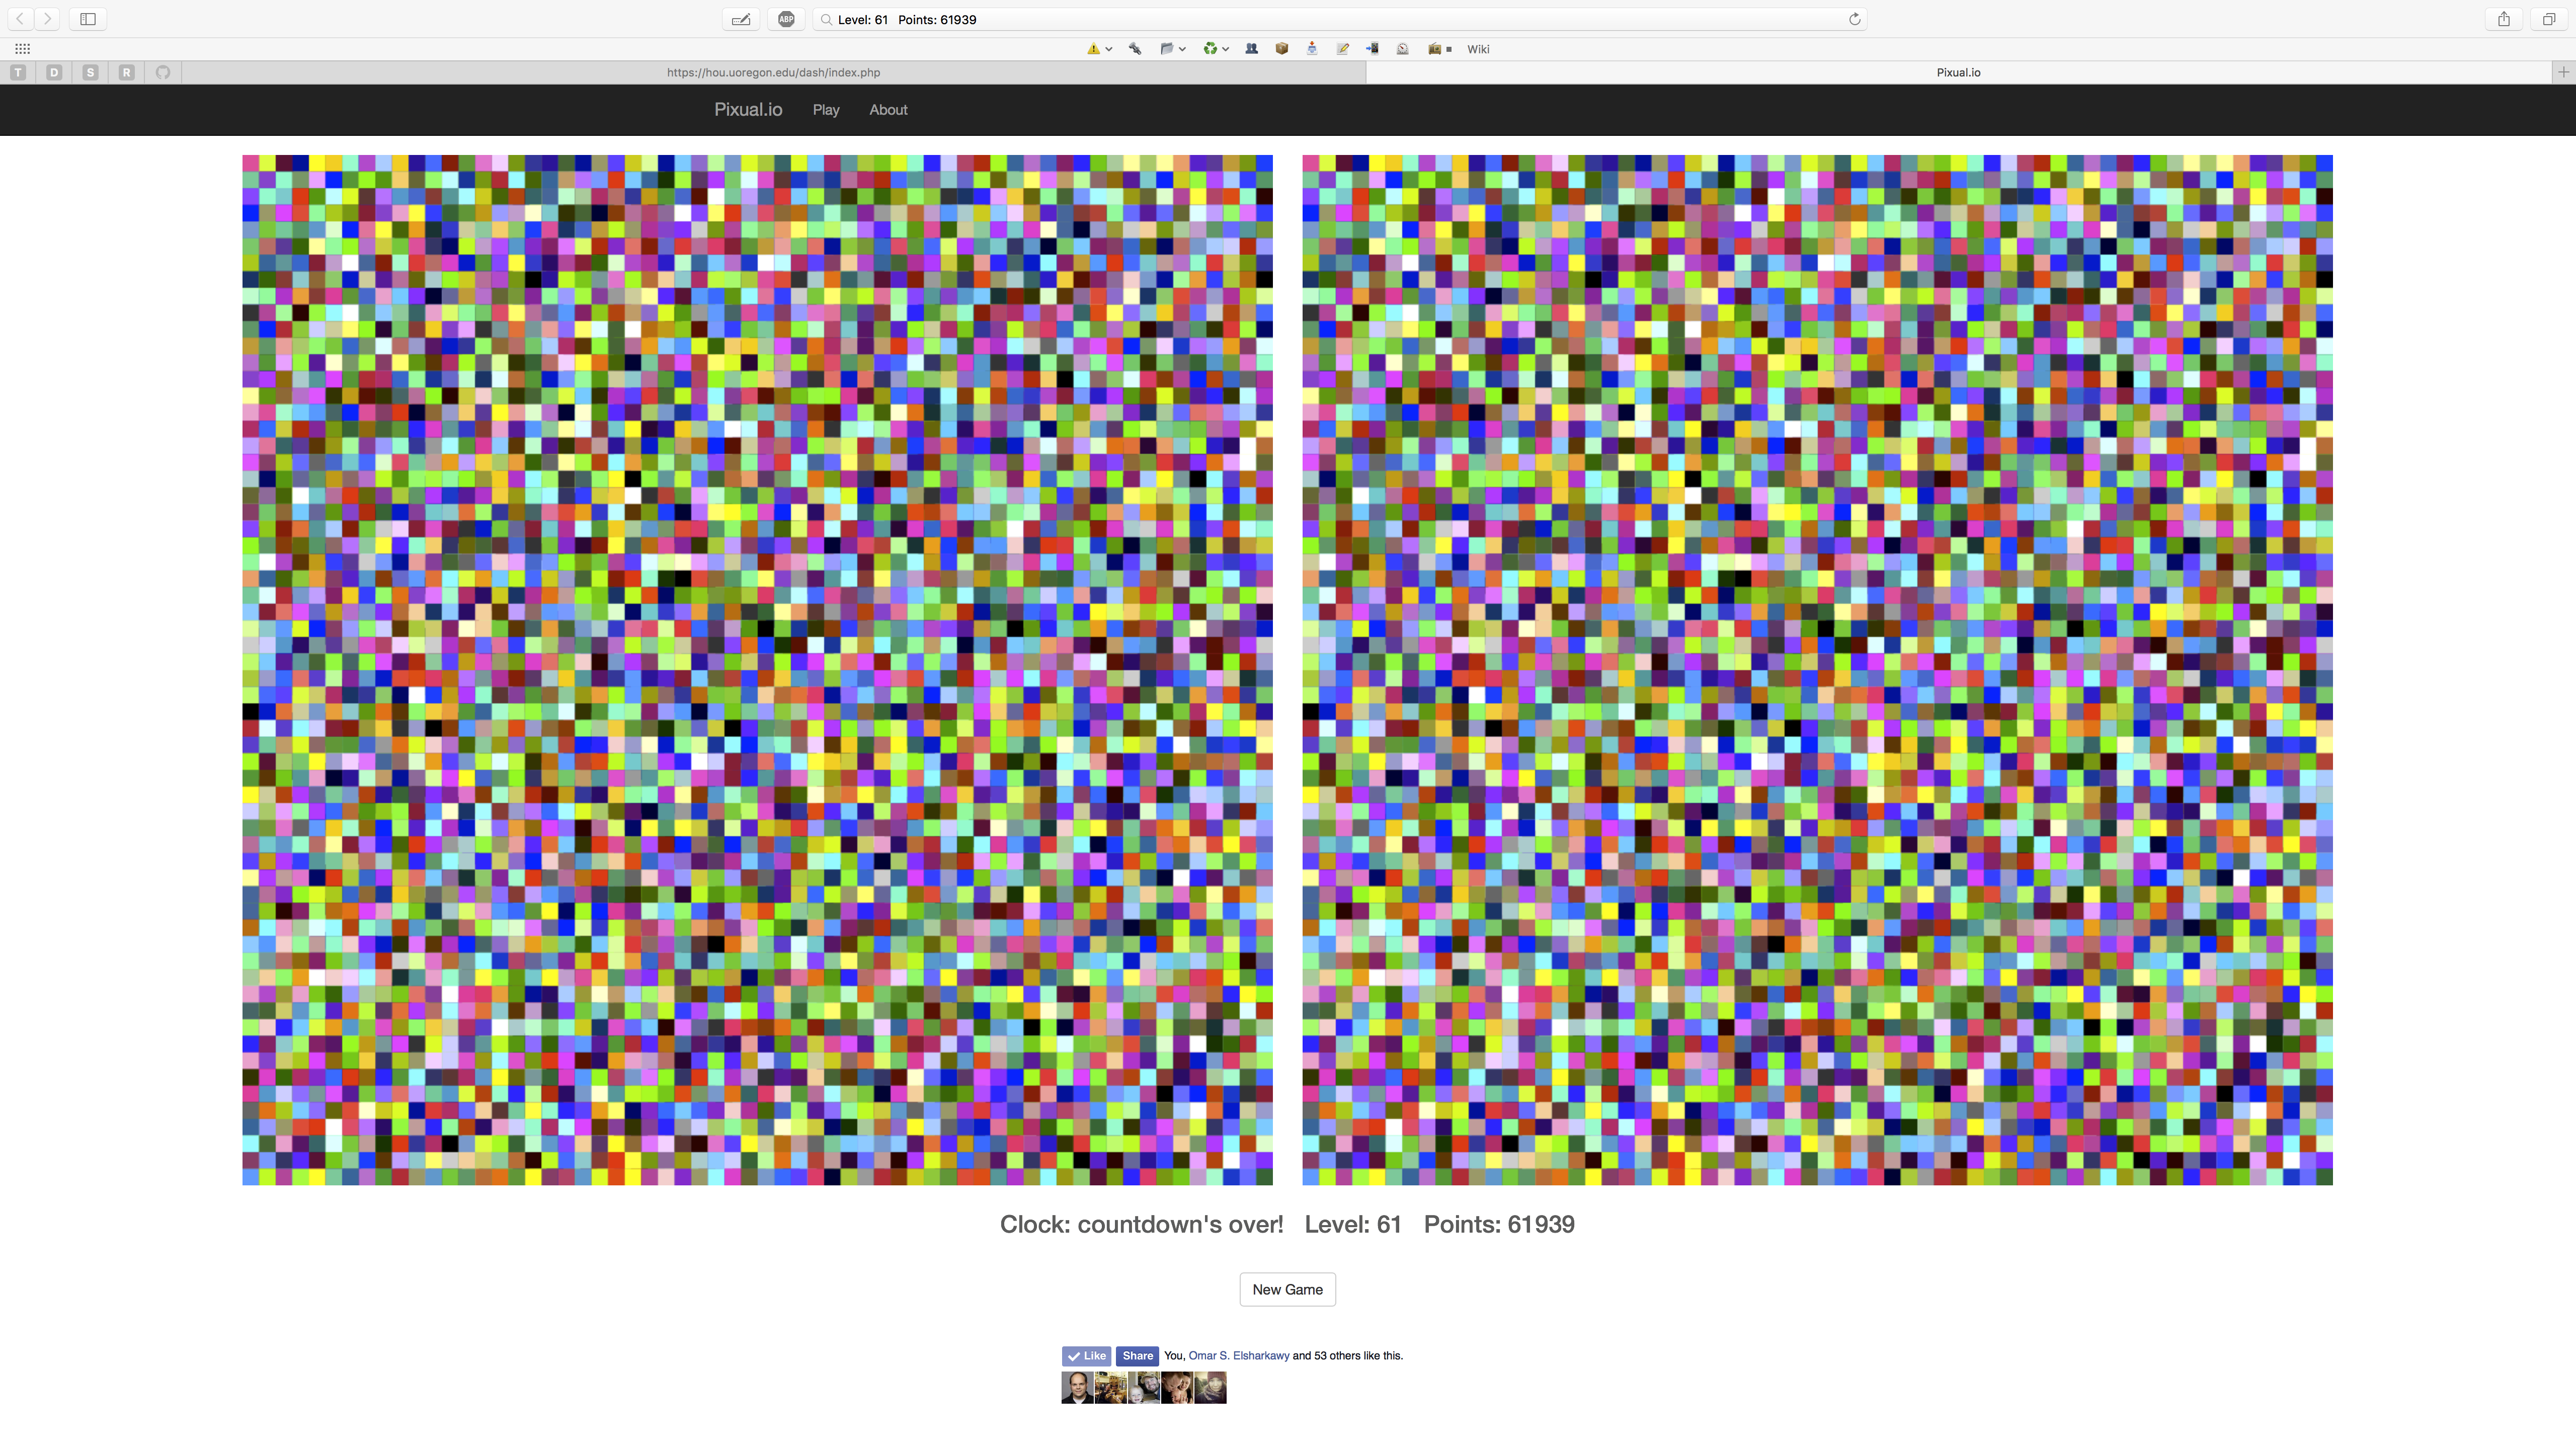 ABP
Level: 61 Points: 61939
Wiki
T D S R
https://hou.uoregon.edu/dash/index.php
Pixual.io
Pixual.io Play About
Clock: countdown's over! Level: 61 Points: 61939
New Game
Like Share You, Omar S. Elsharkawy and 53 others like this.